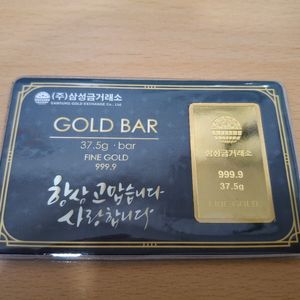 (주)삼성금거래소
SAMSUNG GOLD EXCHANGE Co., Ltd
GOLD BAR
37.5g · bar
FINE GOLD
999.9
항상 고맙습니다
사랑합니다
삼성금거래소
999.9
37.5g
FINE GOLD